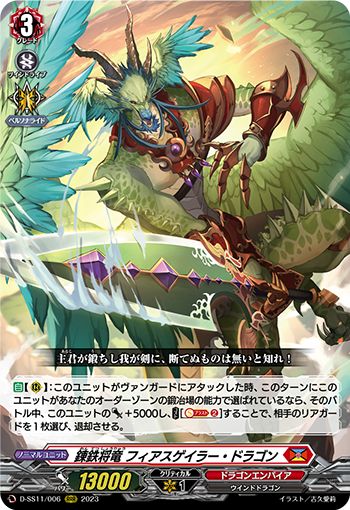 3
グレード
ツインドライブ
ペルソナライド
主君が鍛ちし我が剣に、断てぬものは無いと知れ！
あるじ
う
自【】：このユニットがヴァンガードにアタックした時、このターンにこのユニットがあなたのオーダーゾーンの鍛冶場の能力で選ばれているなら、そのバトル中、このユニットの+5000し、【ソウルブラスト2】することで、相手のリアガードを1枚選び、退却させる。
ノーマルユニット
錬鉄将竜 フィアスゲイラー・ドラゴン
パワー
13000
クリティカル
1
ドラゴンエンパイア
ウインドドラゴン
D-SS11/006 RRR 2023
イラスト／古久愛莉